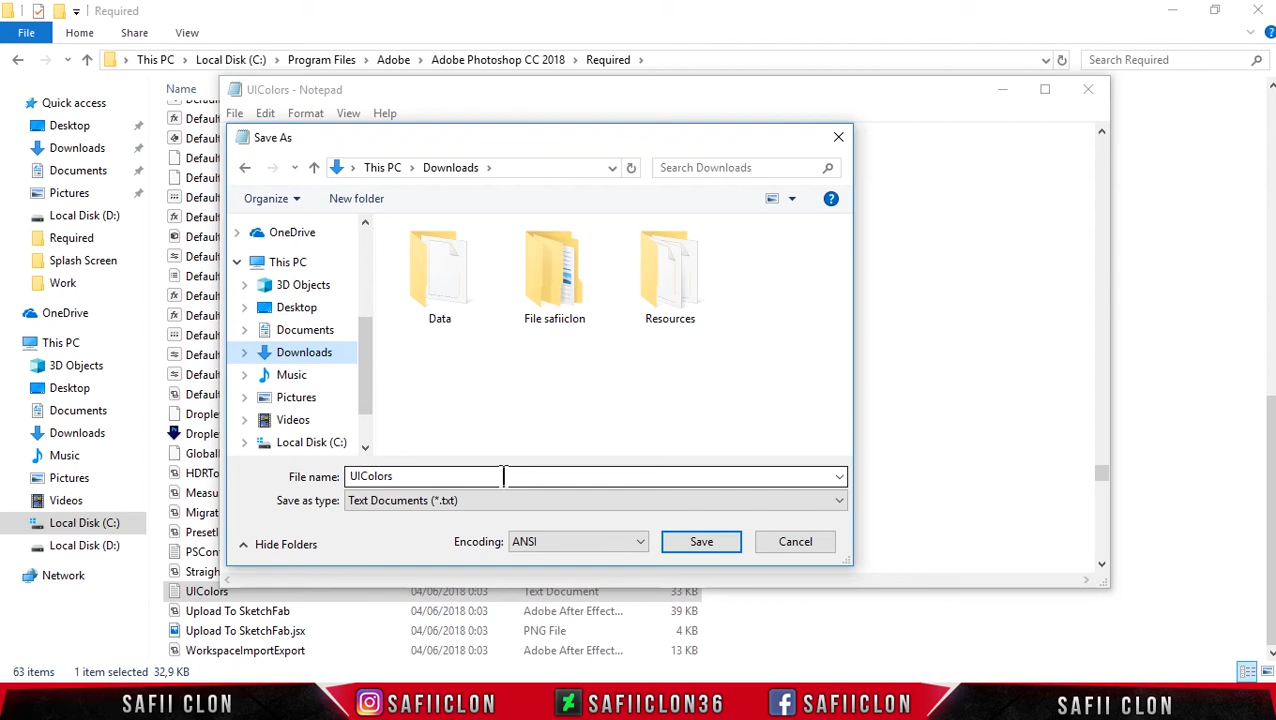 Required
File
Home
Share
View
This PC
Local Disk (C:)
Program Files
Adobe
Adobe Photoshop CC 2018
Required
Search Required
Name
UIColors - Notepad
File
Edit
Format
View
Help
Quick access
Desktop
Downloads
Documents
Pictures
Local Disk (D:)
Required
Splash Screen
Work
OneDrive
This PC
3D Objects
Desktop
Documents
Downloads
Music
Pictures
Videos
Local Disk (C:)
Local Disk (D:)
Network
Save As
This PC
Downloads
Search Downloads
Organize
New folder
OneDrive
This PC
3D Objects
Desktop
Documents
Downloads
Music
Pictures
Videos
Local Disk (C:)
Data
File safiiclon
Resources
File name:
UIColors
Save as type:
Text Documents (*.txt)
Hide Folders
Encoding:
ANSI
Save
Cancel
UIColors 04/06/2018 0:03 Text Document 33 KB
Upload To SketchFab 04/06/2018 0:03 Adobe After Effect... 39 KB
Upload To SketchFab.jsx 04/06/2018 0:03 PNG File 4 KB
WorkspaceImportExport 04/06/2018 0:03 Adobe After Effect... 13 KB
63 items
1 item selected 32,9 KB
SAFII CLON
SAFIICLON
SAFIICLON36
SAFIICLON
SAFII CLON